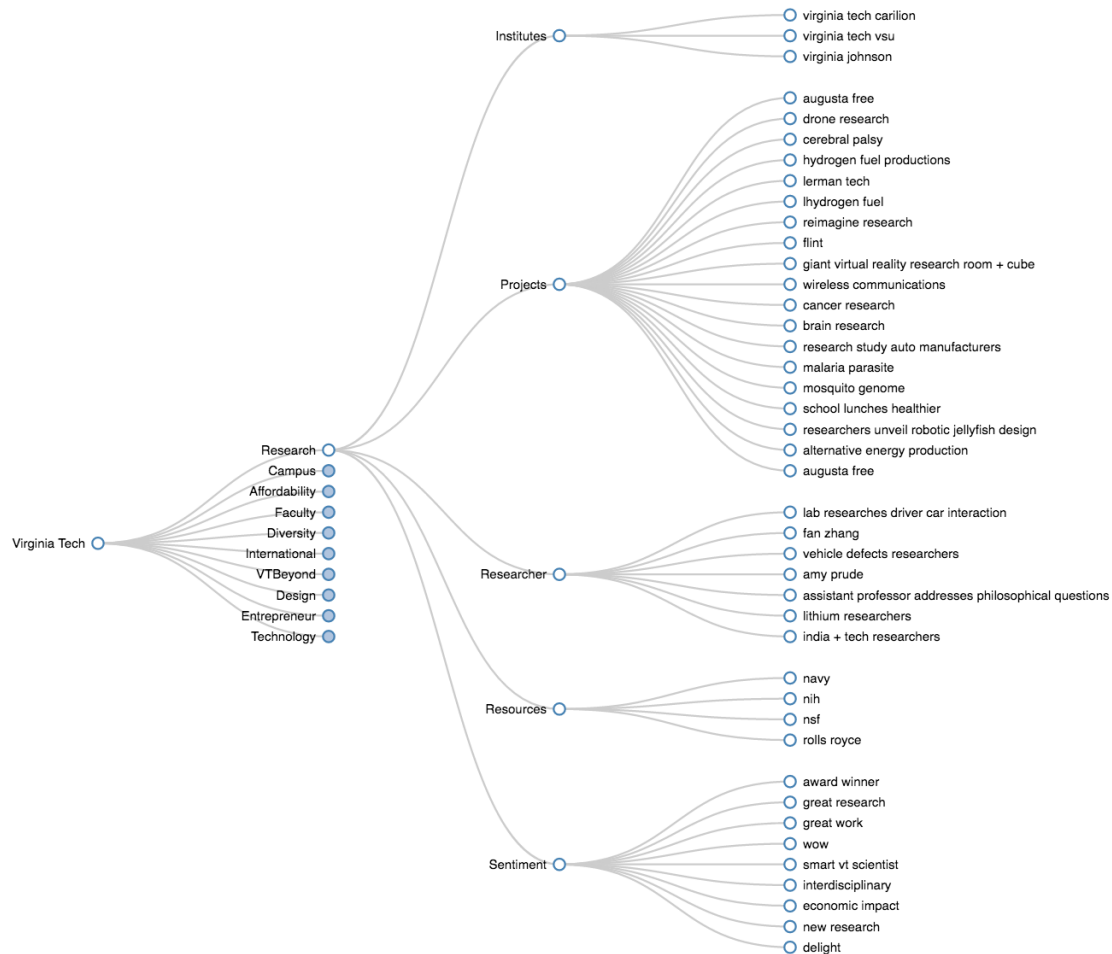 Virginia Tech
Research
Campus
Affordability
Faculty
Diversity
International
VTBeyond
Design
Entrepreneur
Technology
Institutes
virginia tech carilion
virginia tech vsu
virginia johnson
Projects
augusta free
drone research
cerebral palsy
hydrogen fuel productions
lerman tech
lhydrogen fuel
reimagine research
flint
giant virtual reality research room + cube
wireless communications
cancer research
brain research
research study auto manufacturers
malaria parasite
mosquito genome
school lunches healthier
researchers unveil robotic jellyfish design
alternative energy production
augusta free
Researcher
lab researches driver car interaction
fan zhang
vehicle defects researchers
amy prude
assistant professor addresses philosophical questions
lithium researchers
india + tech researchers
Resources
navy
nih
nsf
rolls royce
Sentiment
award winner
great research
great work
wow
smart vt scientist
interdisciplinary
economic impact
new research
delight